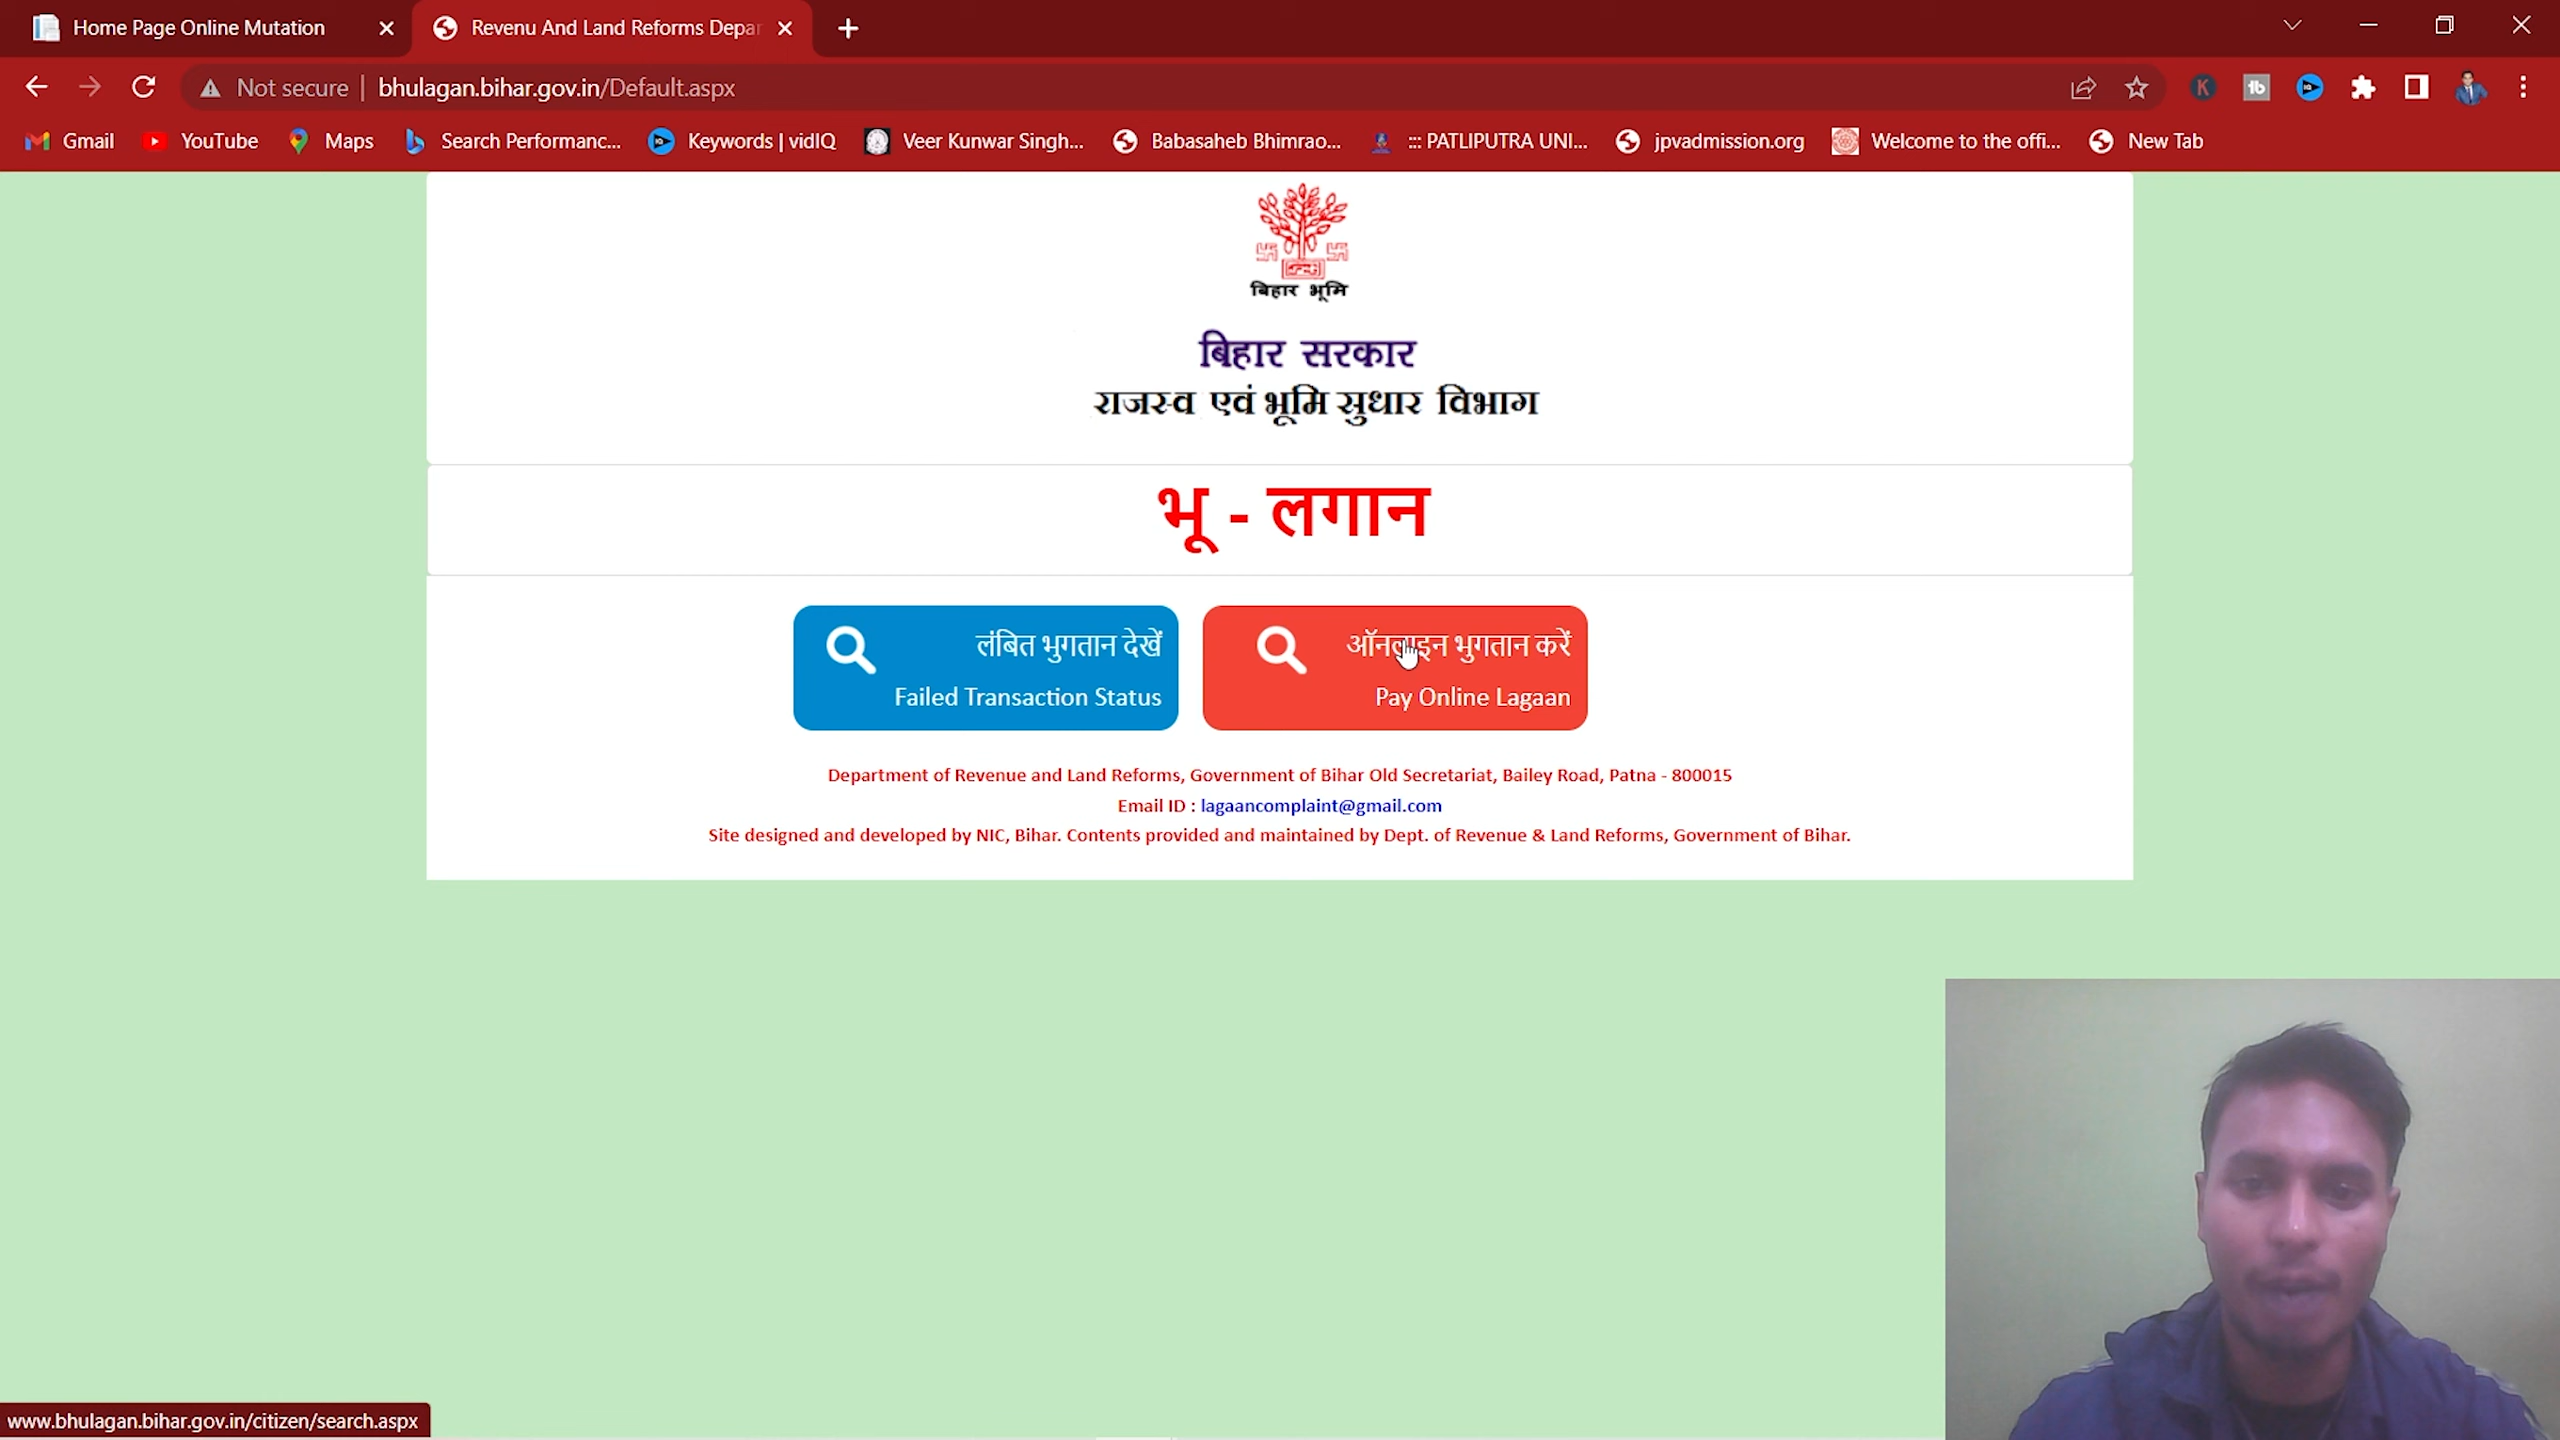 Home Page Online Mutation
Revenu And Land Reforms Depar
Not secure | bhulagan.bihar.gov.in/Default.aspx
Gmail
YouTube
Maps
Search Performanc...
Keywords | vidIQ
Veer Kunwar Singh...
Babasaheb Bhimrao...
::: PATLIPUTRA UNI...
jpvadmission.org
Welcome to the offi...
New Tab
बिहार भूमि
बिहार सरकार
राजस्व एवं भूमि सुधार विभाग
भू - लगान
लंबित भुगतान देखें
Failed Transaction Status
ऑनलाइन भुगतान करें
Pay Online Lagaan
Department of Revenue and Land Reforms, Government of Bihar Old Secretariat, Bailey Road, Patna - 800015
Email ID : lagaancomplaint@gmail.com
Site designed and developed by NIC, Bihar. Contents provided and maintained by Dept. of Revenue & Land Reforms, Government of Bihar.
www.bhulagan.bihar.gov.in/citizen/search.aspx